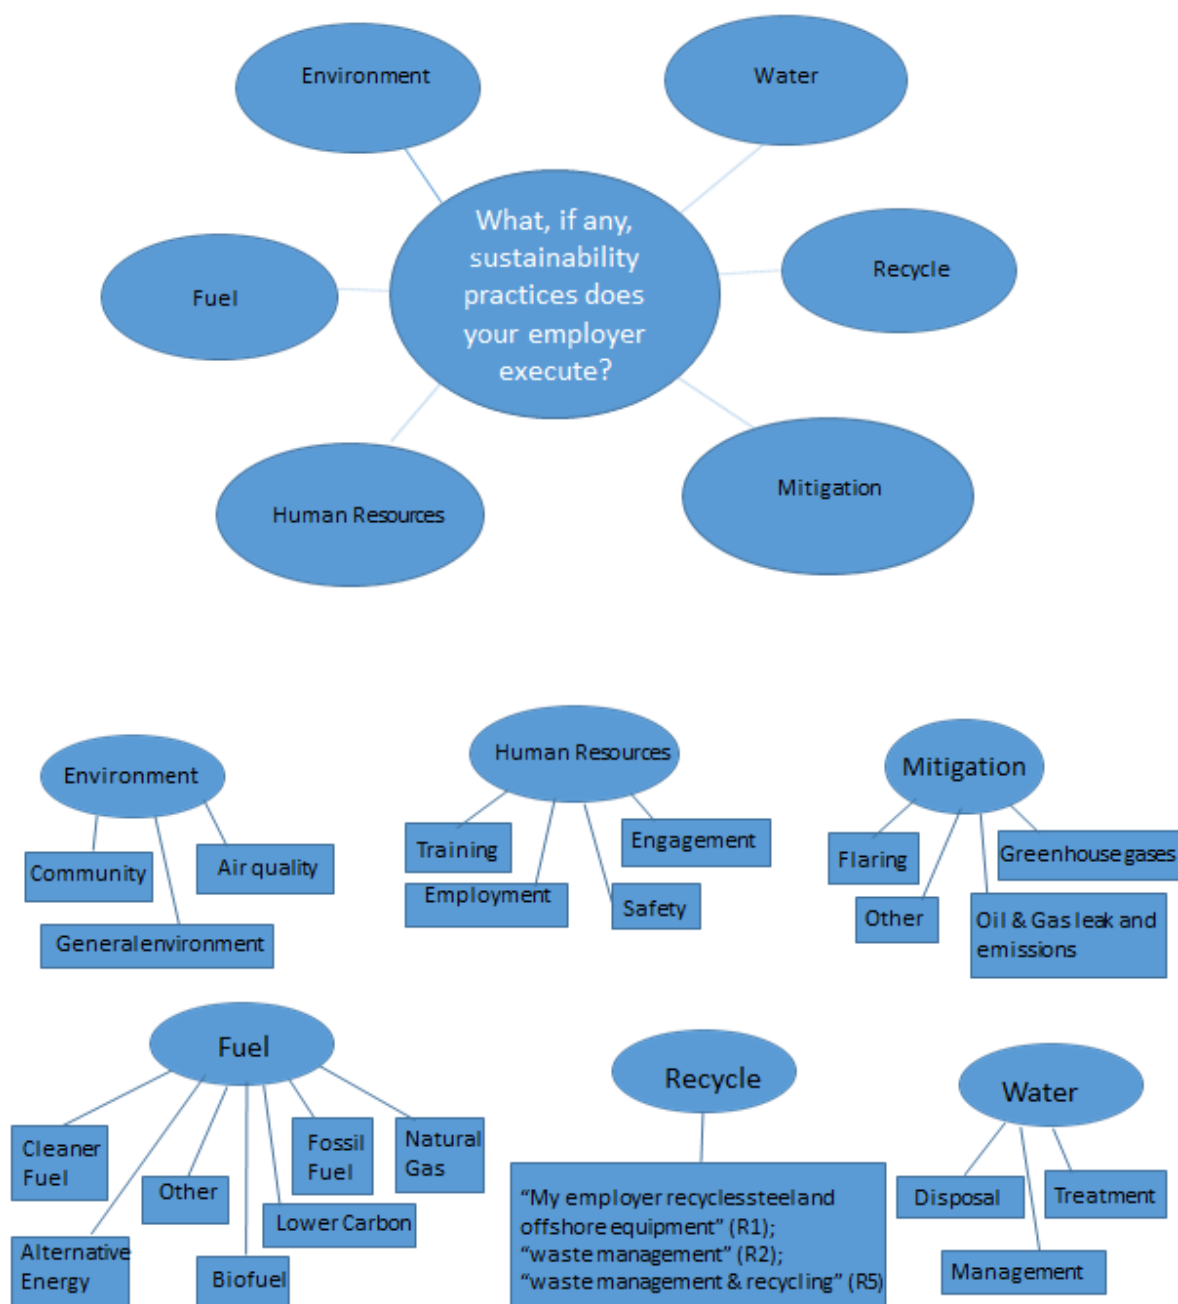 Environment
Water
What, if any,
sustainability
practices does
your employer
execute?
Recycle
Fuel
Mitigation
Human Resources
Human Resources
Mitigation
Environment
Engagement
Training
Greenhouse gases
Flaring
Community
Air quality
Employment
Safety
Other
Oil & Gas leak and
emissions
General environment
Fuel
Recycle
Water
Cleaner
Fuel
Fossil
Fuel
Natural
Gas
Other
Lower Carbon
Alternative
Energy
Biofuel
“My employer recycles steel and
offshore equipment” (R1);
“waste management” (R2);
“waste management & recycling” (R5)
Disposal
Treatment
Management